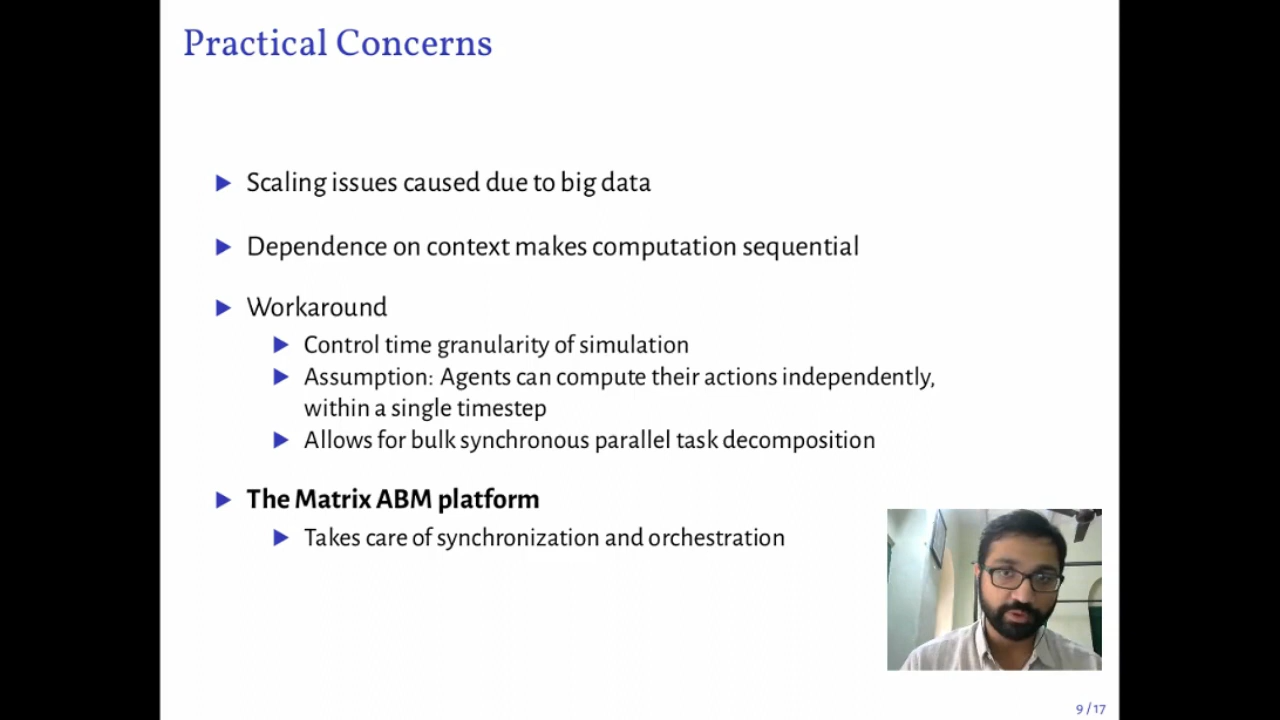 Practical Concerns
Scaling issues caused due to big data
Dependence on context makes computation sequential
Workaround
Control time granularity of simulation
Assumption: Agents can compute their actions independently,
within a single timestep
Allows for bulk synchronous parallel task decomposition
The Matrix ABM platform
Takes care of synchronization and orchestration
9 / 17